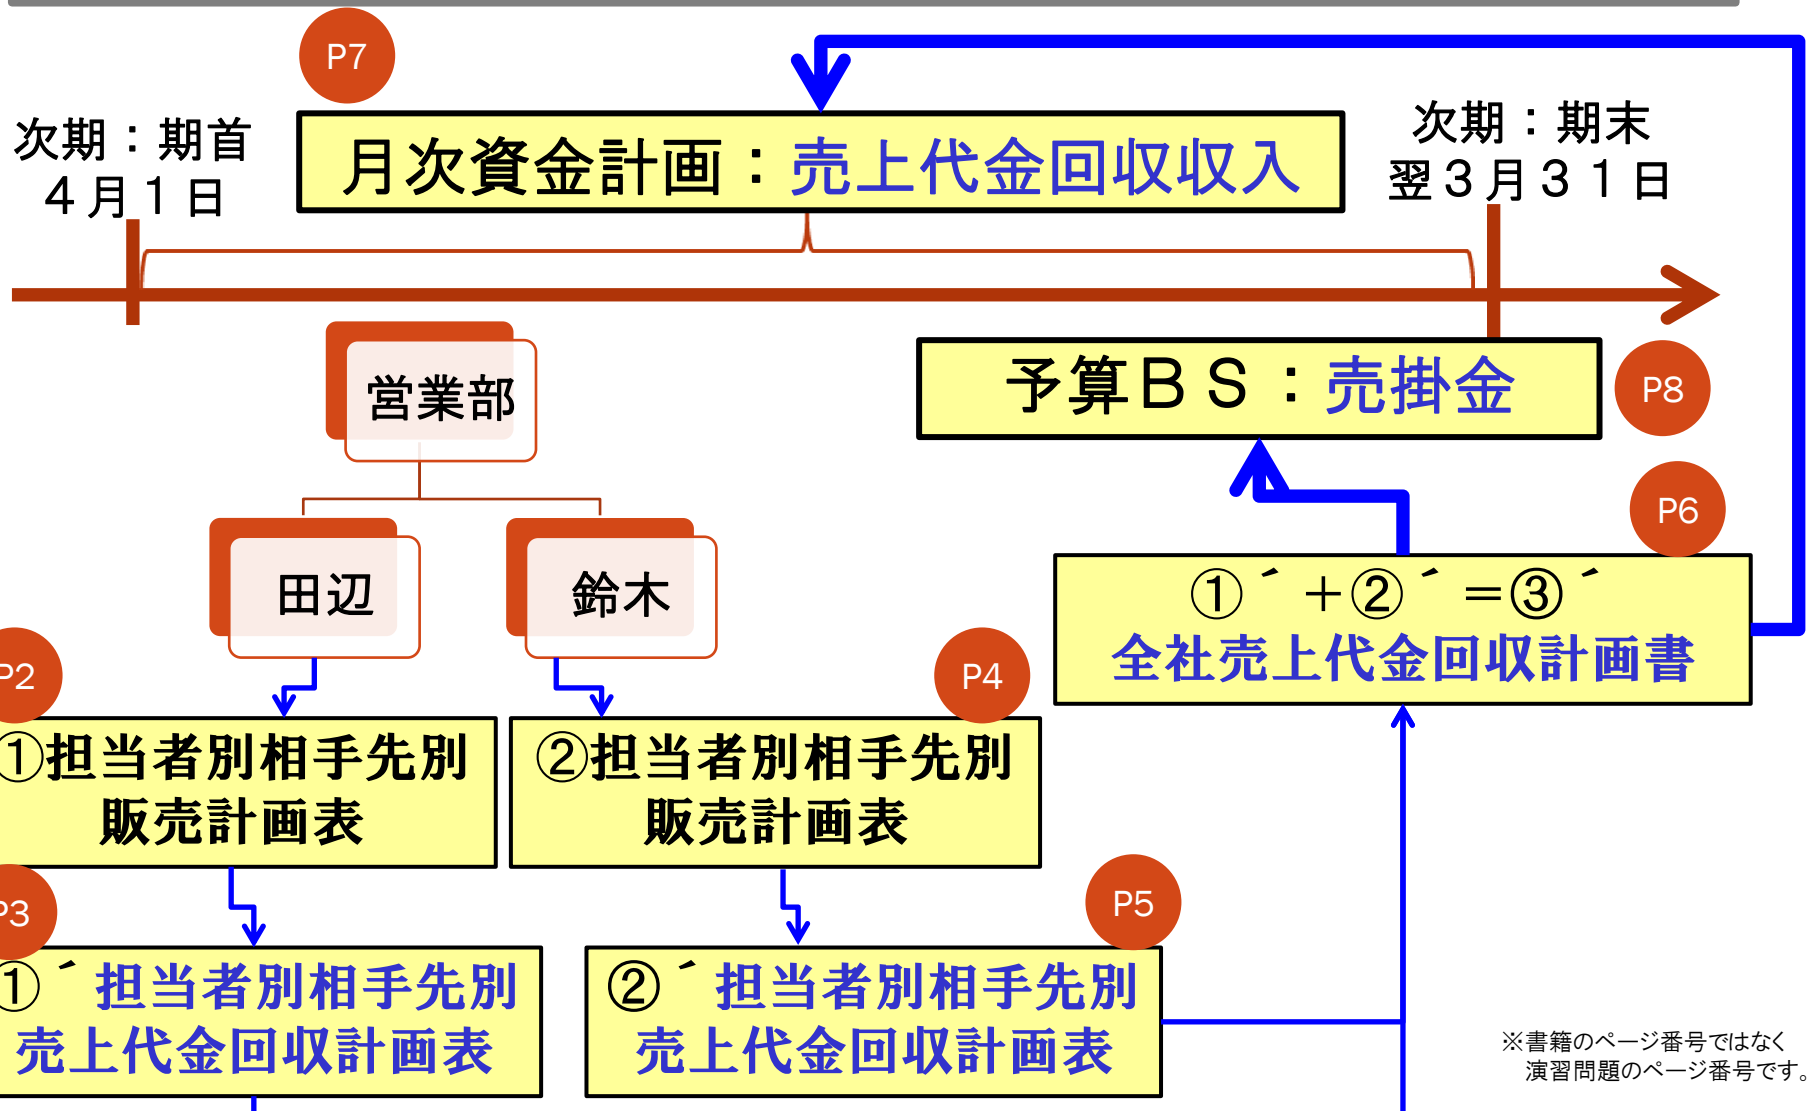 P7
次期：期首
４月１日
月次資金計画：売上代金回収収入
次期：期末
翌３月３１日
営業部
予算ＢＳ：売掛金
P8
P6
田辺
鈴木
①´＋②´＝③´
全社売上代金回収計画書
P2
P4
①担当者別相手先別
販売計画表
②担当者別相手先別
販売計画表
P3
P5
①´担当者別相手先別
売上代金回収計画表
②´担当者別相手先別
売上代金回収計画表
※書籍のページ番号ではなく
演習問題のページ番号です。